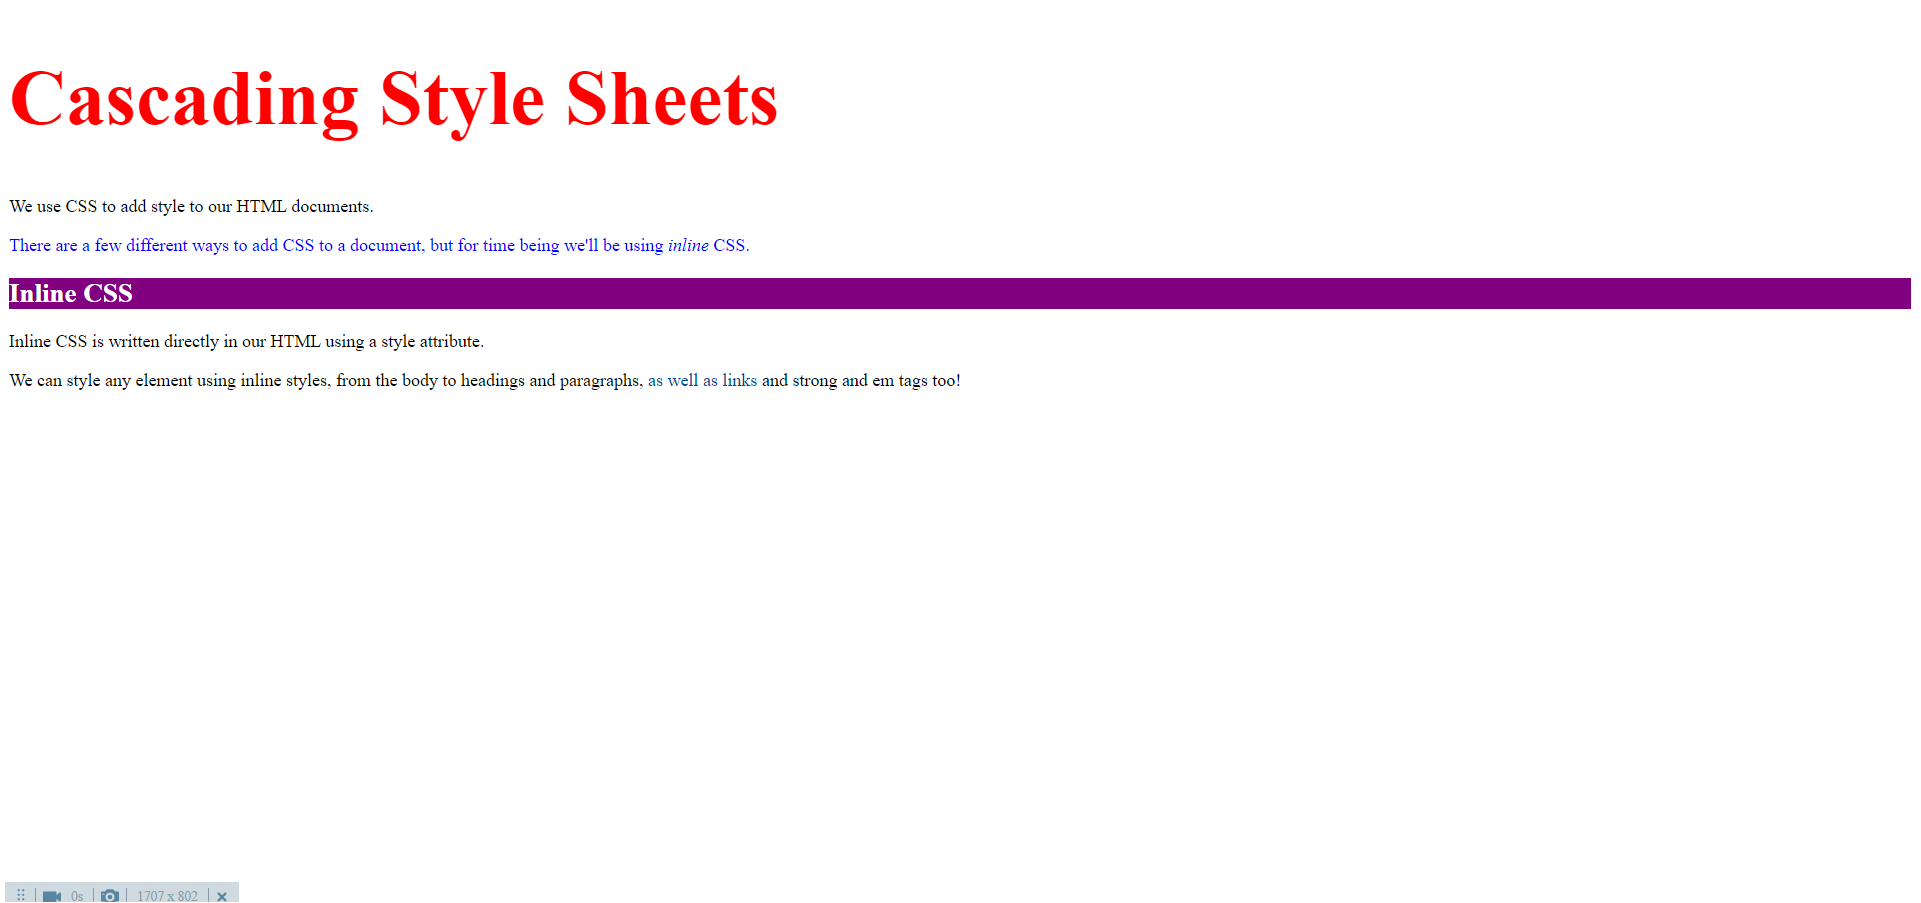 Cascading Style Sheets
We use CSS to add style to our HTML documents.
There are a few different ways to add CSS to a document, but for time being we'll be using inline CSS.
Inline CSS
Inline CSS is written directly in our HTML using a style attribute.
We can style any element using inline styles, from the body to headings and paragraphs, as well as links and strong and em tags too!
0s 1707 x 802